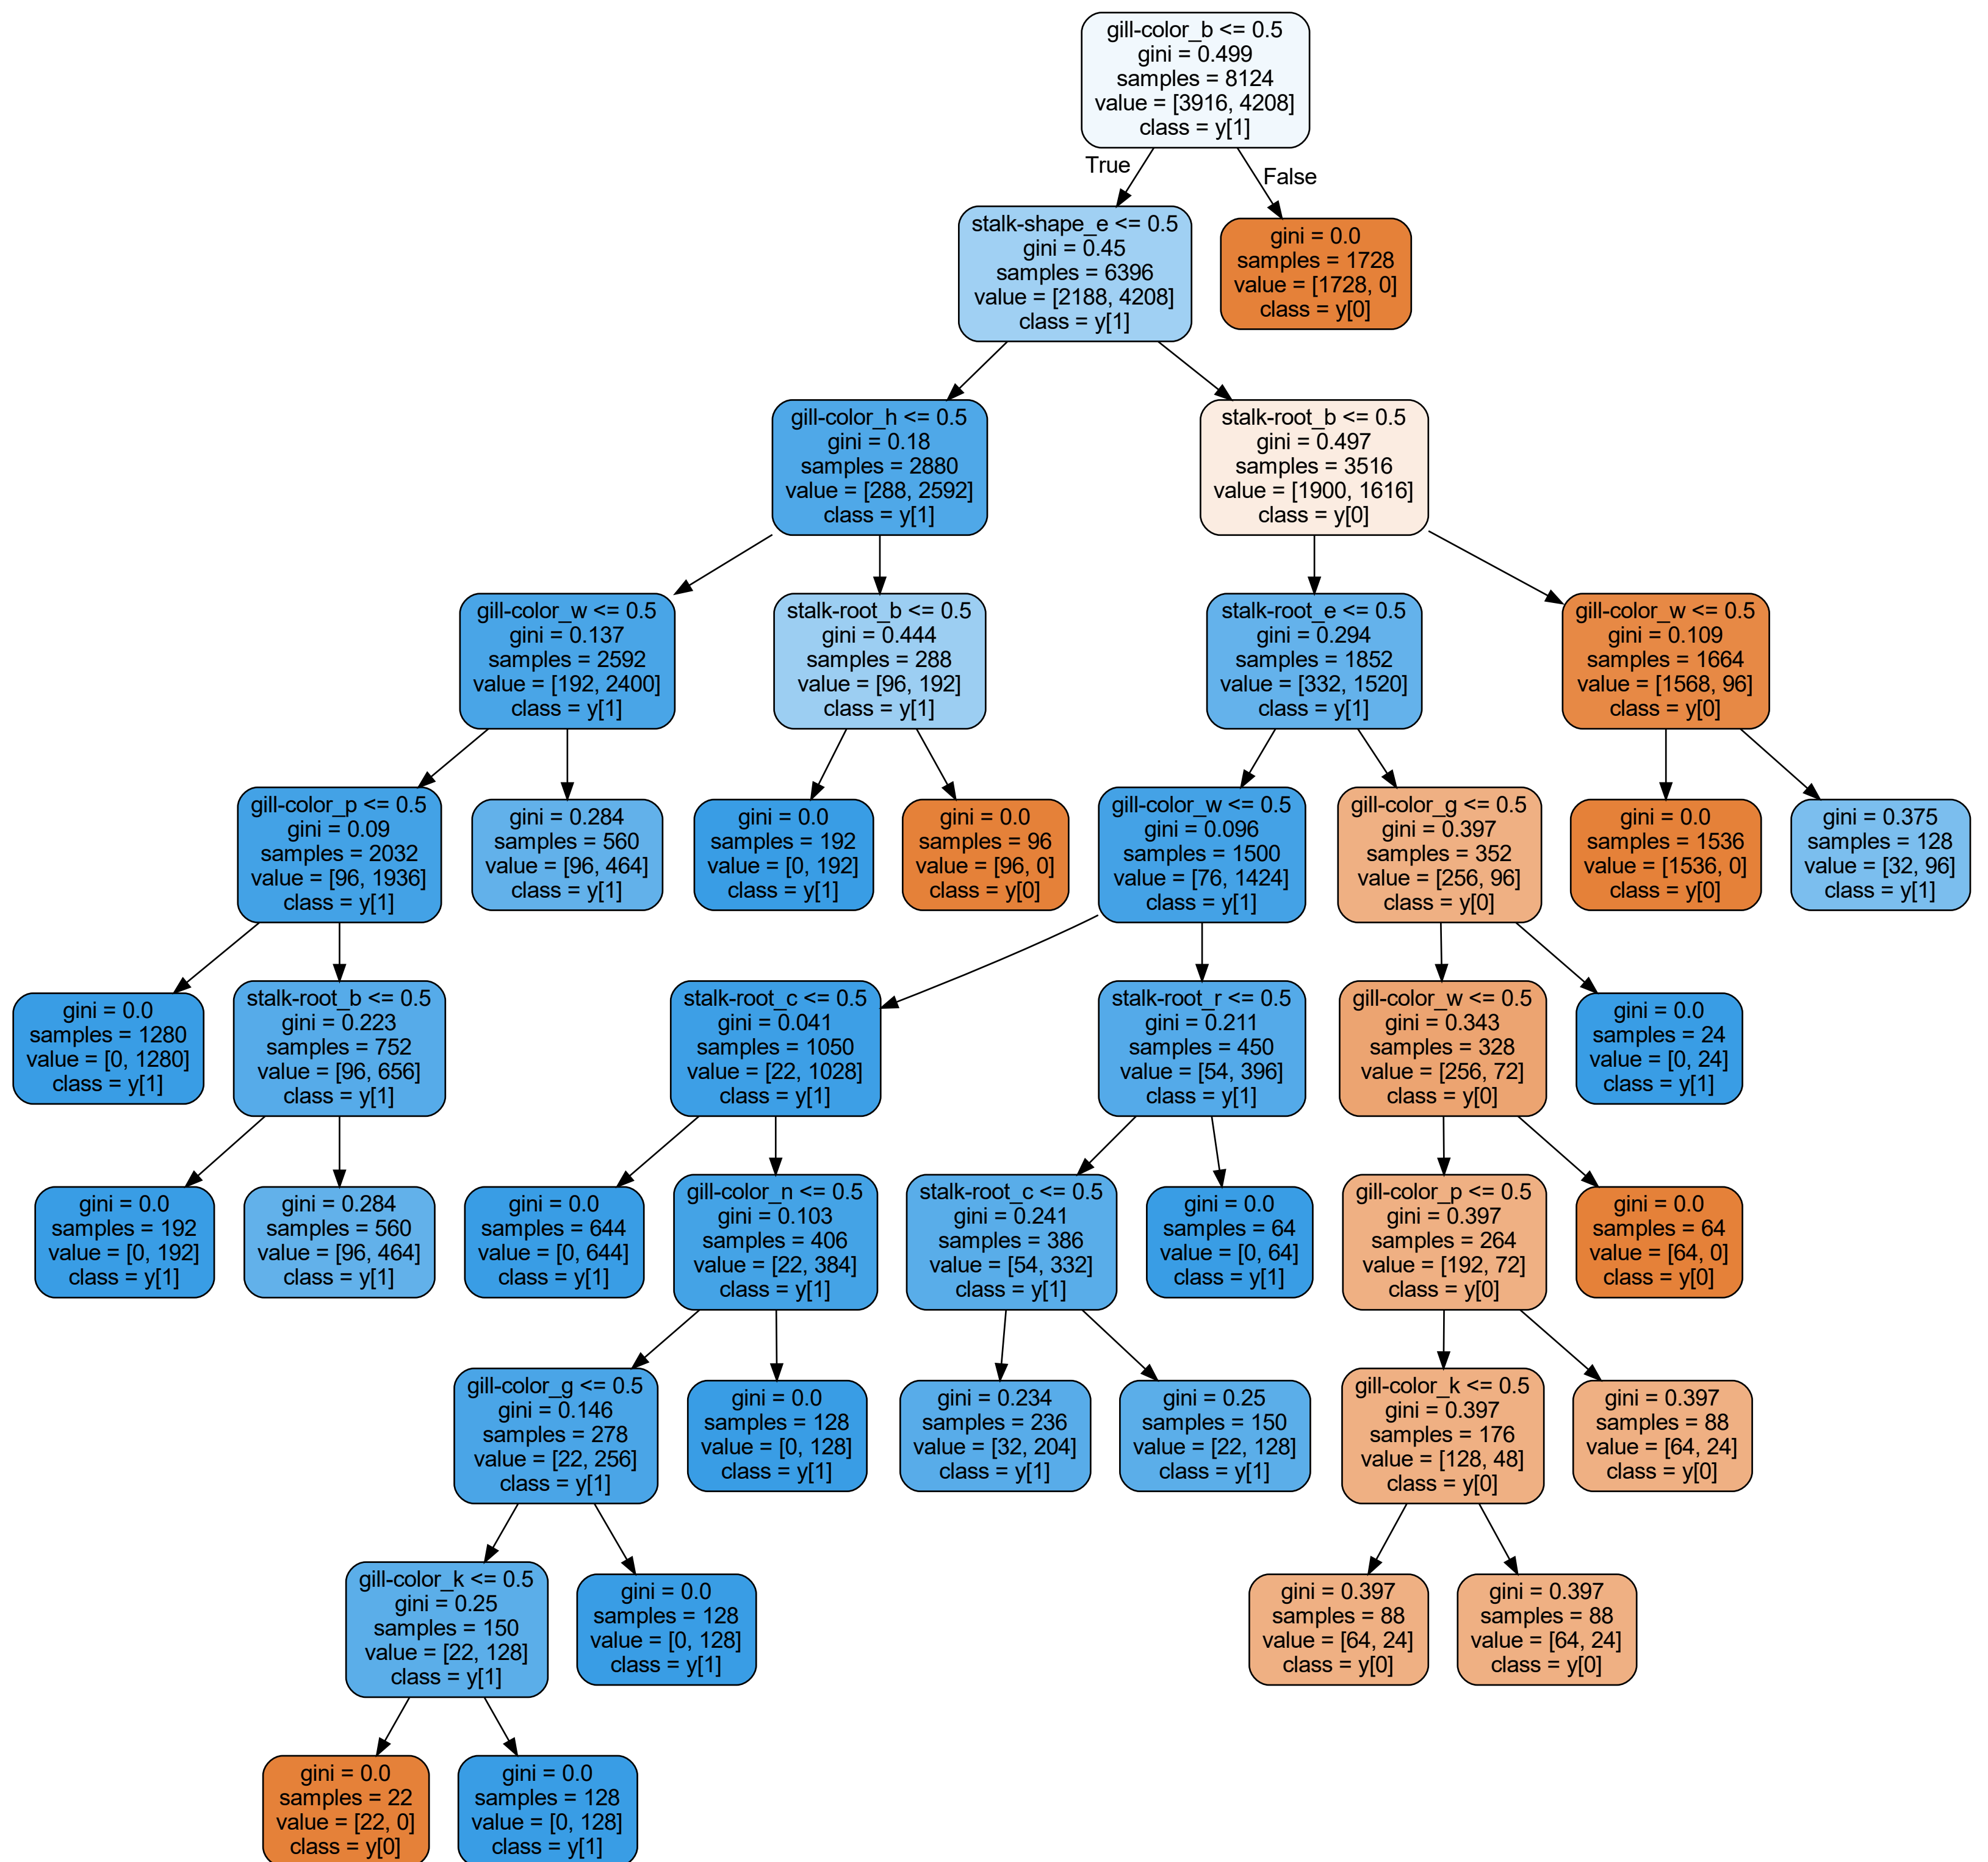 gill-color_b <= 0.5
gini = 0.499
samples = 8124
value = [3916, 4208]
class = y[1]
True
False
stalk-shape_e <= 0.5
gini = 0.45
samples = 6396
value = [2188, 4208]
class = y[1]
gini = 0.0
samples = 1728
value = [1728, 0]
class = y[0]
gill-color_h <= 0.5
gini = 0.18
samples = 2880
value = [288, 2592]
class = y[1]
stalk-root_b <= 0.5
gini = 0.497
samples = 3516
value = [1900, 1616]
class = y[0]
gill-color_w <= 0.5
gini = 0.137
samples = 2592
value = [192, 2400]
class = y[1]
stalk-root_b <= 0.5
gini = 0.444
samples = 288
value = [96, 192]
class = y[1]
stalk-root_e <= 0.5
gini = 0.294
samples = 1852
value = [332, 1520]
class = y[1]
gill-color_w <= 0.5
gini = 0.109
samples = 1664
value = [1568, 96]
class = y[0]
gill-color_p <= 0.5
gini = 0.09
samples = 2032
value = [96, 1936]
class = y[1]
gini = 0.284
samples = 560
value = [96, 464]
class = y[1]
gini = 0.0
samples = 192
value = [0, 192]
class = y[1]
gini = 0.0
samples = 96
value = [96, 0]
class = y[0]
gill-color_w <= 0.5
gini = 0.096
samples = 1500
value = [76, 1424]
class = y[1]
gill-color_g <= 0.5
gini = 0.397
samples = 352
value = [256, 96]
class = y[0]
gini = 0.0
samples = 1536
value = [1536, 0]
class = y[0]
gini = 0.375
samples = 128
value = [32, 96]
class = y[1]
gini = 0.0
samples = 1280
value = [0, 1280]
class = y[1]
stalk-root_b <= 0.5
gini = 0.223
samples = 752
value = [96, 656]
class = y[1]
stalk-root_c <= 0.5
gini = 0.041
samples = 1050
value = [22, 1028]
class = y[1]
stalk-root_r <= 0.5
gini = 0.211
samples = 450
value = [54, 396]
class = y[1]
gill-color_w <= 0.5
gini = 0.343
samples = 328
value = [256, 72]
class = y[0]
gini = 0.0
samples = 24
value = [0, 24]
class = y[1]
gini = 0.0
samples = 192
value = [0, 192]
class = y[1]
gini = 0.284
samples = 560
value = [96, 464]
class = y[1]
gini = 0.0
samples = 644
value = [0, 644]
class = y[1]
gill-color_n <= 0.5
gini = 0.103
samples = 406
value = [22, 384]
class = y[1]
stalk-root_c <= 0.5
gini = 0.241
samples = 386
value = [54, 332]
class = y[1]
gini = 0.0
samples = 64
value = [0, 64]
class = y[1]
gill-color_p <= 0.5
gini = 0.397
samples = 264
value = [192, 72]
class = y[0]
gini = 0.0
samples = 64
value = [64, 0]
class = y[0]
gill-color_g <= 0.5
gini = 0.146
samples = 278
value = [22, 256]
class = y[1]
gini = 0.0
samples = 128
value = [0, 128]
class = y[1]
gini = 0.234
samples = 236
value = [32, 204]
class = y[1]
gini = 0.25
samples = 150
value = [22, 128]
class = y[1]
gill-color_k <= 0.5
gini = 0.397
samples = 176
value = [128, 48]
class = y[0]
gini = 0.397
samples = 88
value = [64, 24]
class = y[0]
gill-color_k <= 0.5
gini = 0.25
samples = 150
value = [22, 128]
class = y[1]
gini = 0.0
samples = 128
value = [0, 128]
class = y[1]
gini = 0.397
samples = 88
value = [64, 24]
class = y[0]
gini = 0.397
samples = 88
value = [64, 24]
class = y[0]
gini = 0.0
samples = 22
value = [22, 0]
class = y[0]
gini = 0.0
samples = 128
value = [0, 128]
class = y[1]